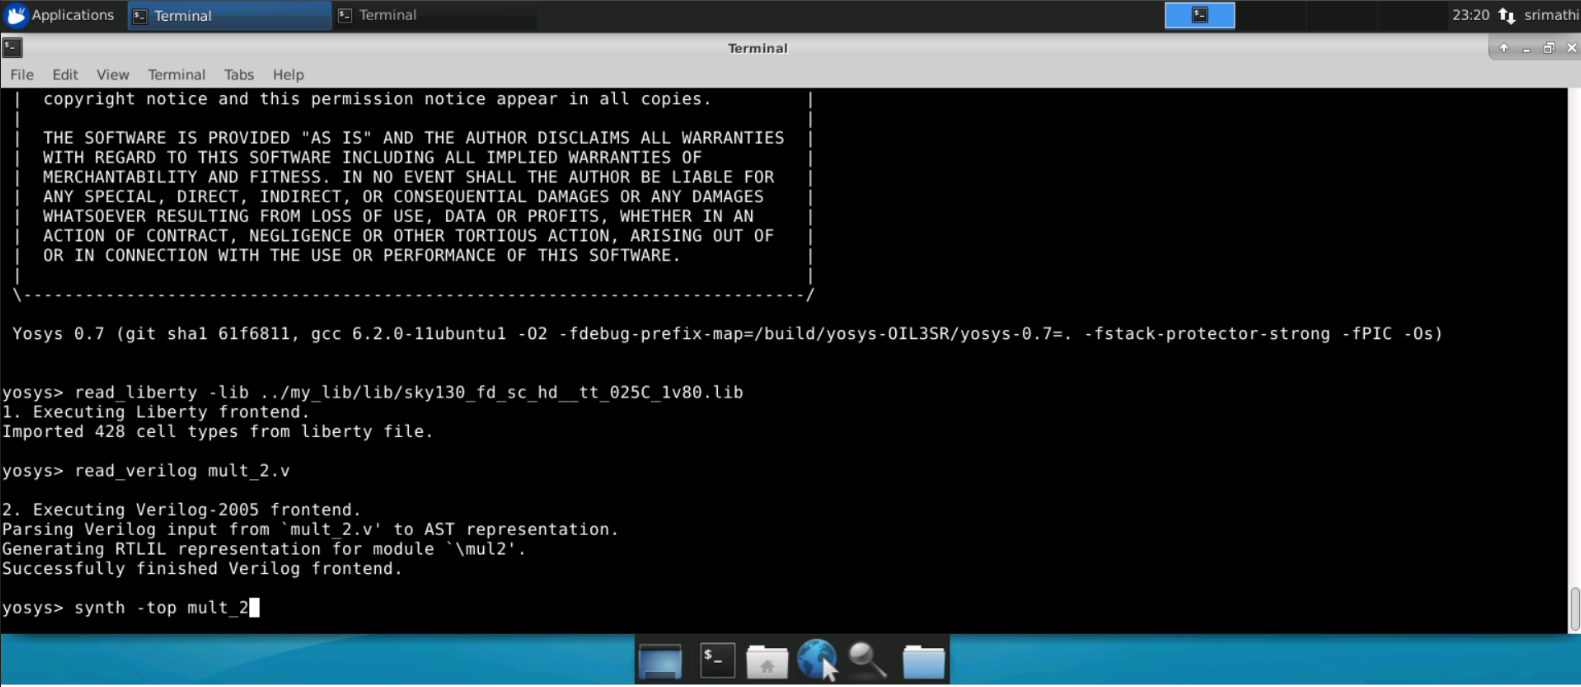 Applications
Terminal
Terminal
23:20
srimathi
Terminal
File Edit View Terminal Tabs Help
| copyright notice and this permission notice appear in all copies. |
| |
| THE SOFTWARE IS PROVIDED "AS IS" AND THE AUTHOR DISCLAIMS ALL WARRANTIES |
| WITH REGARD TO THIS SOFTWARE INCLUDING ALL IMPLIED WARRANTIES OF |
| MERCHANTABILITY AND FITNESS. IN NO EVENT SHALL THE AUTHOR BE LIABLE FOR |
| ANY SPECIAL, DIRECT, INDIRECT, OR CONSEQUENTIAL DAMAGES OR ANY DAMAGES |
| WHATSOEVER RESULTING FROM LOSS OF USE, DATA OR PROFITS, WHETHER IN AN |
| ACTION OF CONTRACT, NEGLIGENCE OR OTHER TORTIOUS ACTION, ARISING OUT OF |
| OR IN CONNECTION WITH THE USE OR PERFORMANCE OF THIS SOFTWARE. |
| |
\----------------------------------------------------------------------------/
Yosys 0.7 (git sha1 61f6811, gcc 6.2.0-11ubuntu1 -O2 -fdebug-prefix-map=/build/yosys-OIL3SR/yosys-0.7=. -fstack-protector-strong -fPIC -Os)
yosys> read_liberty -lib ../my_lib/lib/sky130_fd_sc_hd__tt_025C_1v80.lib
1. Executing Liberty frontend.
Imported 428 cell types from liberty file.
yosys> read_verilog mult_2.v
2. Executing Verilog-2005 frontend.
Parsing Verilog input from `mult_2.v' to AST representation.
Generating RTLIL representation for module `\mul2'.
Successfully finished Verilog frontend.
yosys> synth -top mult_2